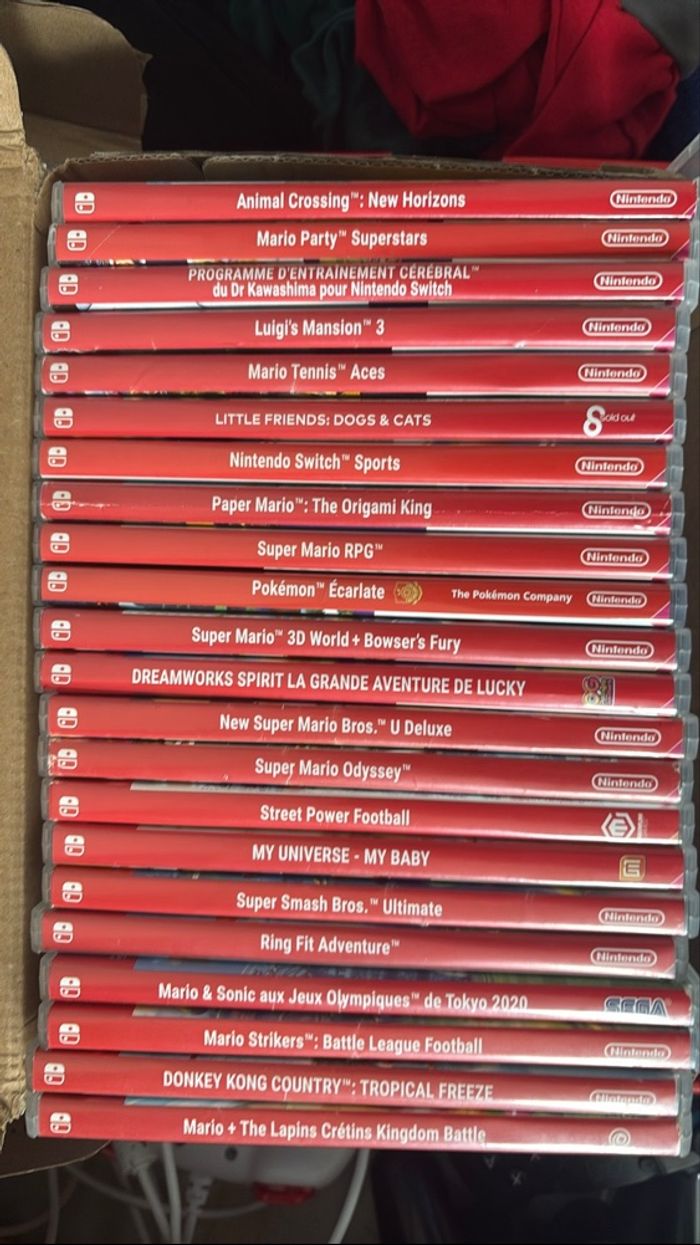 Animal Crossing™: New Horizons Nintendo
Mario Party™ Superstars Nintendo
PROGRAMME D'ENTRAÎNEMENT CÉRÉBRAL™
du Dr Kawashima pour Nintendo Switch Nintendo
Luigi's Mansion™ 3 Nintendo
Mario Tennis™ Aces Nintendo
LITTLE FRIENDS: DOGS & CATS Sold out
Nintendo Switch™ Sports Nintendo
Paper Mario™: The Origami King Nintendo
Super Mario RPG™ Nintendo
Pokémon™ Écarlate The Pokémon Company Nintendo
Super Mario™ 3D World + Bowser's Fury Nintendo
DREAMWORKS SPIRIT LA GRANDE AVENTURE DE LUCKY
New Super Mario Bros.™ U Deluxe Nintendo
Super Mario Odyssey™ Nintendo
Street Power Football
MY UNIVERSE - MY BABY
Super Smash Bros.™ Ultimate Nintendo
Ring Fit Adventure™ Nintendo
Mario & Sonic aux Jeux Olympiques™ de Tokyo 2020 SEGA
Mario Strikers™: Battle League Football Nintendo
DONKEY KONG COUNTRY™: TROPICAL FREEZE Nintendo
Mario + The Lapins Crétins Kingdom Battle